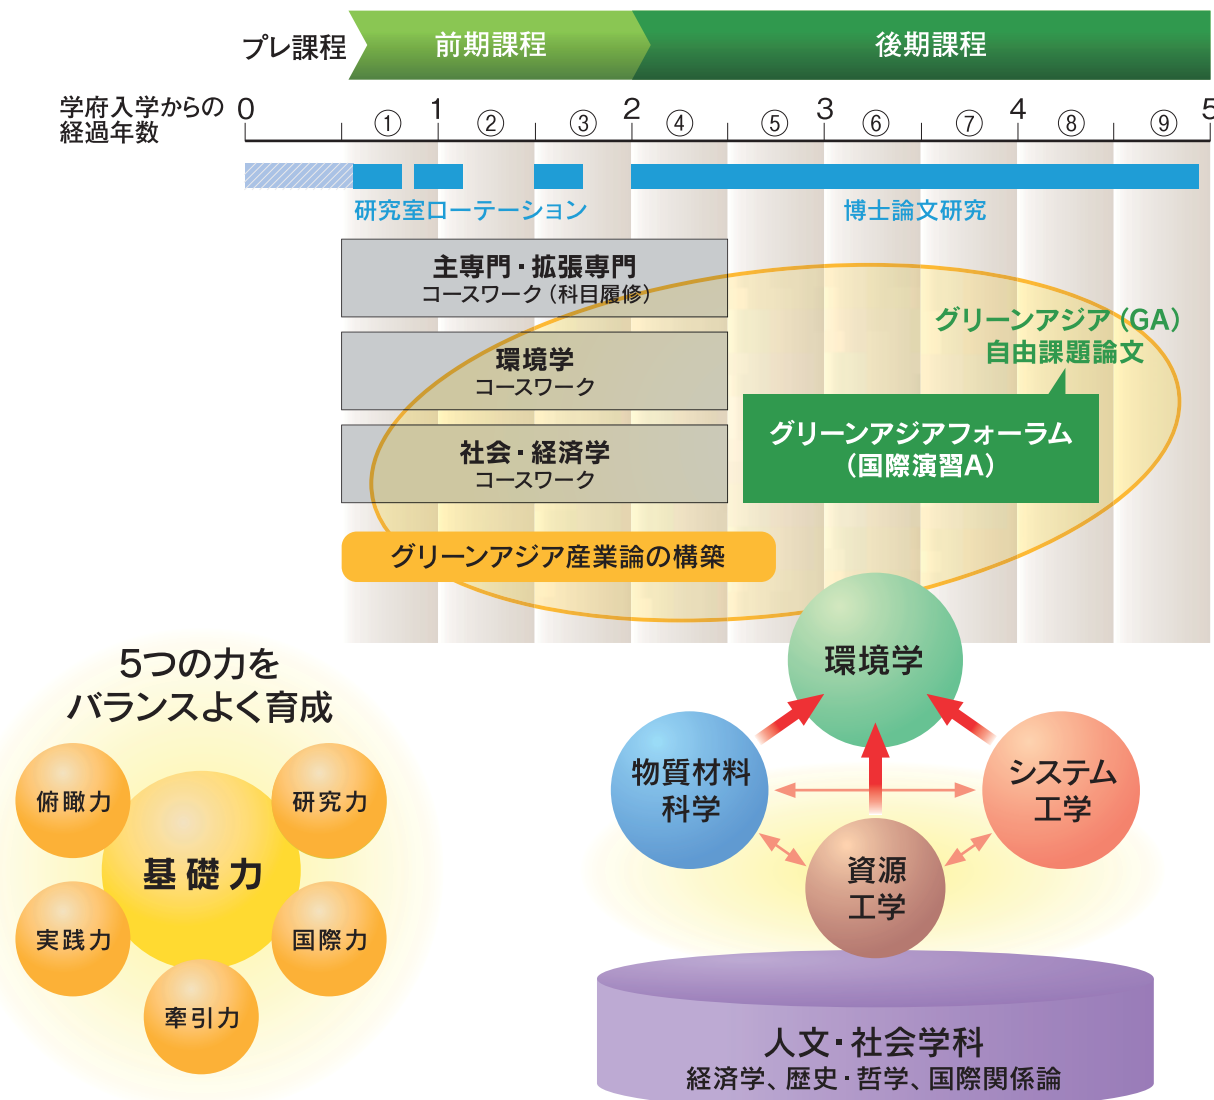 プレ課程
前期課程
後期課程
学府入学からの
経過年数
0 1 2 3 4 5
① ② ③ ④ ⑤ ⑥ ⑦ ⑧ ⑨
研究室ローテーション
博士論文研究
主専門・拡張専門
コースワーク（科目履修）
環境学
コースワーク
社会・経済学
コースワーク
グリーンアジア（GA）
自由課題論文
グリーンアジアフォーラム
（国際演習A）
グリーンアジア産業論の構築
5つの力を
バランスよく育成
俯瞰力
研究力
基礎力
実践力
国際力
牽引力
環境学
物質材料
科学
システム
工学
資源
工学
人文・社会学科
経済学、歴史・哲学、国際関係論